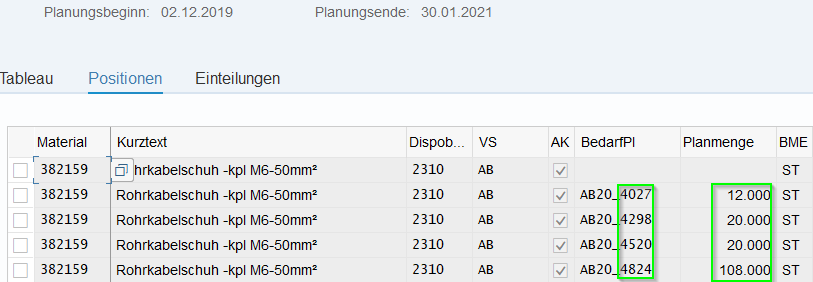 Planungsbeginn: 02.12.2019 Planungsende: 30.01.2021
Tableau Positionen Einteilungen
Material Kurztext Dispob... VS AK BedarfPl Planmenge BME
382159 hrkabelschuh -kpl M6-50mm² 2310 AB ST
382159 Rohrkabelschuh -kpl M6-50mm² 2310 AB AB20_4027 12.000 ST
382159 Rohrkabelschuh -kpl M6-50mm² 2310 AB AB20_4298 20.000 ST
382159 Rohrkabelschuh -kpl M6-50mm² 2310 AB AB20_4520 20.000 ST
382159 Rohrkabelschuh -kpl M6-50mm² 2310 AB AB20_4824 108.000 ST